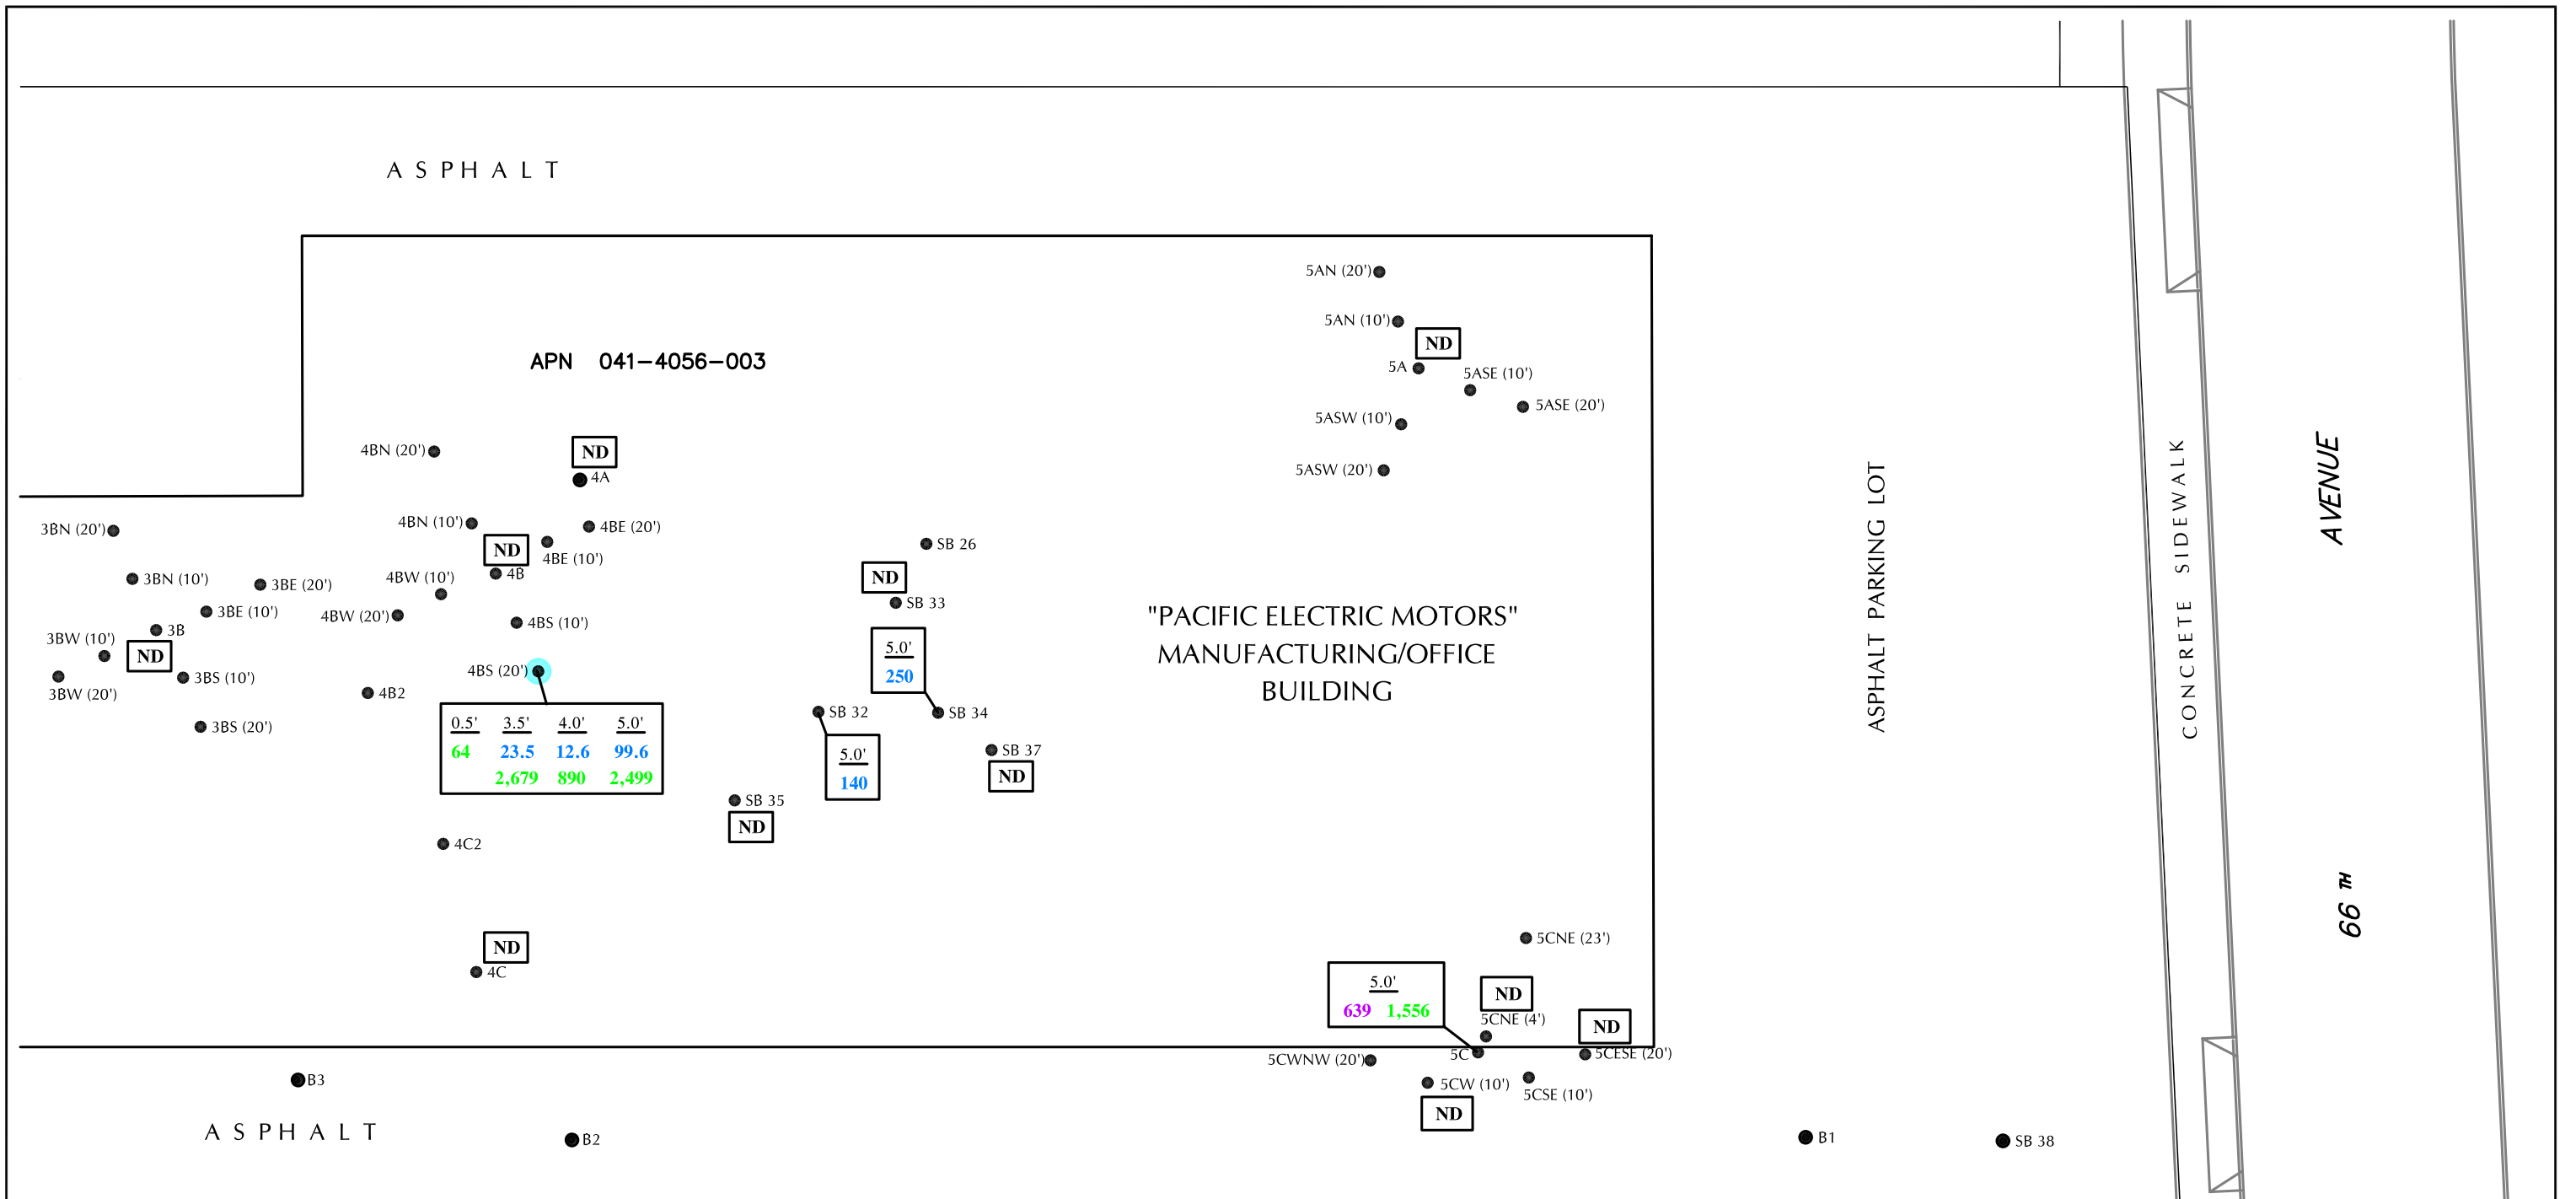 A S P H A L T
5AN (20')
5AN (10')
ND
APN 041-4056-003
5A
5ASE (10')
5ASE (20')
5ASW (10')
4BN (20')
ND
4A
5ASW (20')
ASPHALT PARKING LOT
CONCRETE SIDEWALK
66 TH AVENUE
3BN (20')
4BN (10')
4BE (20')
ND
4BE (10')
SB 26
3BN (10')
3BE (20')
4BW (10')
4B
ND
SB 33
3BE (10')
4BW (20')
4BS (10')
3B
3BW (10')
ND
"PACIFIC ELECTRIC MOTORS"
MANUFACTURING/OFFICE
BUILDING
5.0'
250
3BS (10')
3BW (20')
4BS (20')
4B2
3BS (20')
SB 32
SB 34
0.5' 3.5' 4.0' 5.0'
64 23.5 12.6 99.6
2,679 890 2,499
5.0'
140
SB 37
ND
SB 35
ND
4C2
ND
4C
5CNE (23')
5.0'
639 1,556
ND
5CNE (4')
ND
5C
5CESE (20')
5CWNW (20')
5CW (10')
5CSE (10')
ND
B3
A S P H A L T
B2
B1
SB 38